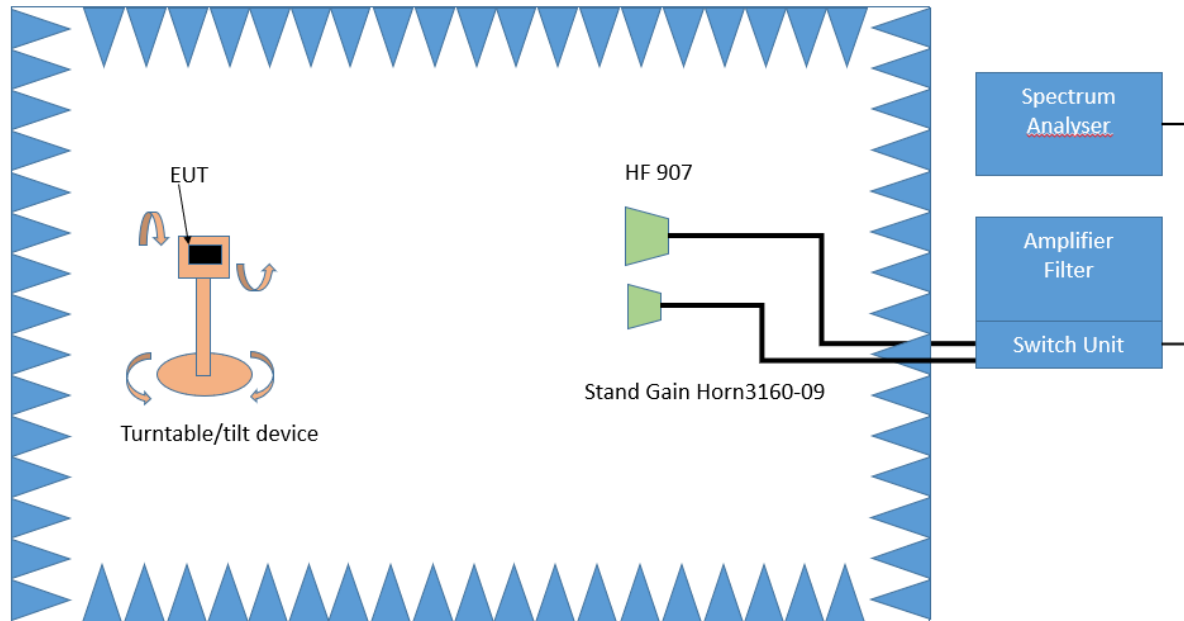 EUT
Turntable/tilt device
HF 907
Stand Gain Horn3160-09
Spectrum
Analyser
Amplifier
Filter
Switch Unit